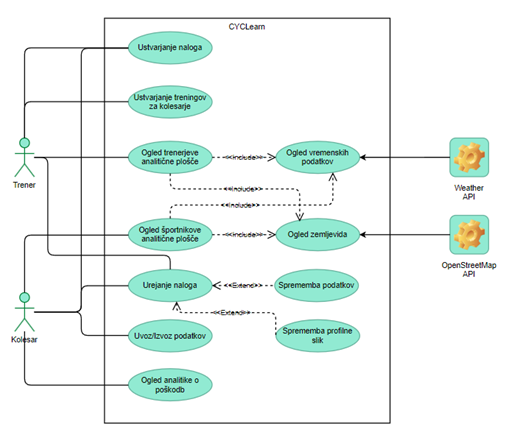 CYCLearn
Ustvarjanje naloga
Ustvarjanje treningov
za kolesarje
Ogled trenerjeve
analitične plošče
<<Include>>
Ogled vremenskih
podatkov
Weather
API
Trener
<<Include>>
<<Include>>
Ogled športnikove
analitične plošče
<<Include>>
Ogled zemljevida
OpenStreetMap
API
Urejanje naloga
<<Extend>>
Sprememba podatkov
<<Extend>>
Kolesar
Uvoz/Izvoz podatkov
Sprememba profilne
slik
Ogled analitike o
poškodb